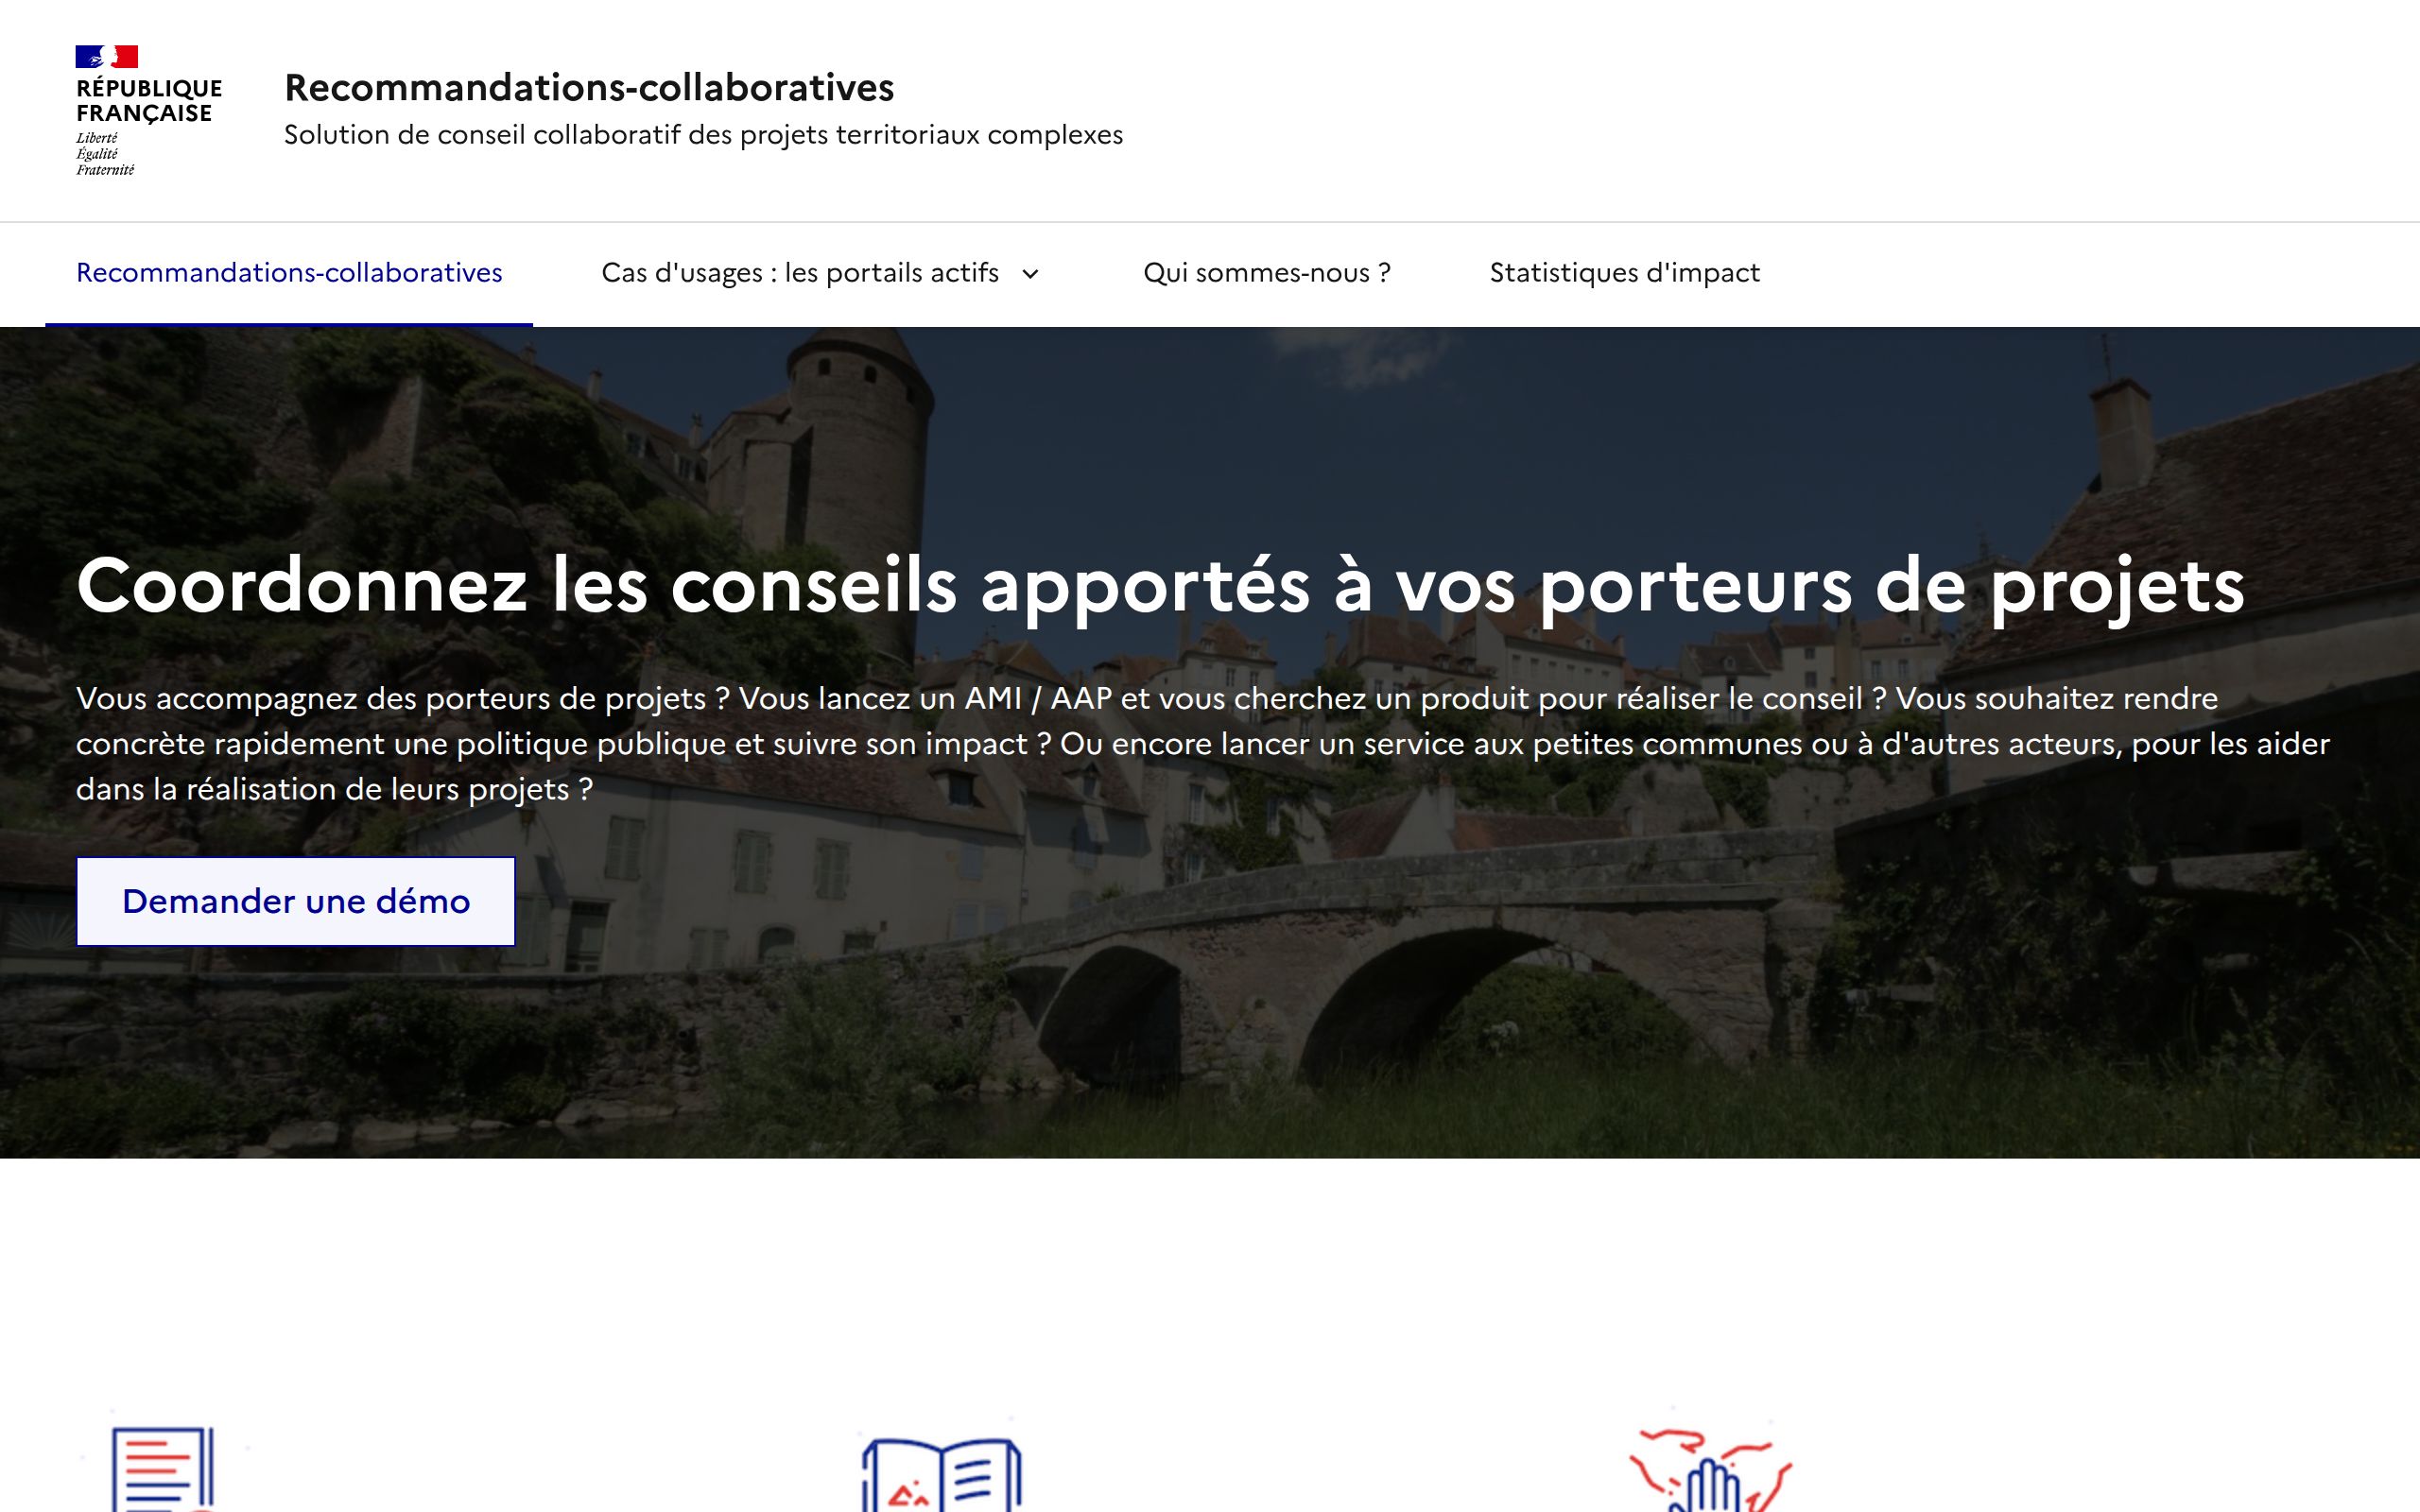 RÉPUBLIQUE
FRANÇAISE
Liberté
Égalité
Fraternité
Recommandations-collaboratives
Solution de conseil collaboratif des projets territoriaux complexes
Recommandations-collaboratives
Cas d'usages : les portails actifs
Qui sommes-nous ?
Statistiques d'impact
Coordonnez les conseils apportés à vos porteurs de projets
Vous accompagnez des porteurs de projets ? Vous lancez un AMI / AAP et vous cherchez un produit pour réaliser le conseil ? Vous souhaitez rendre
concrète rapidement une politique publique et suivre son impact ? Ou encore lancer un service aux petites communes ou à d'autres acteurs, pour les aider
dans la réalisation de leurs projets ?
Demander une démo